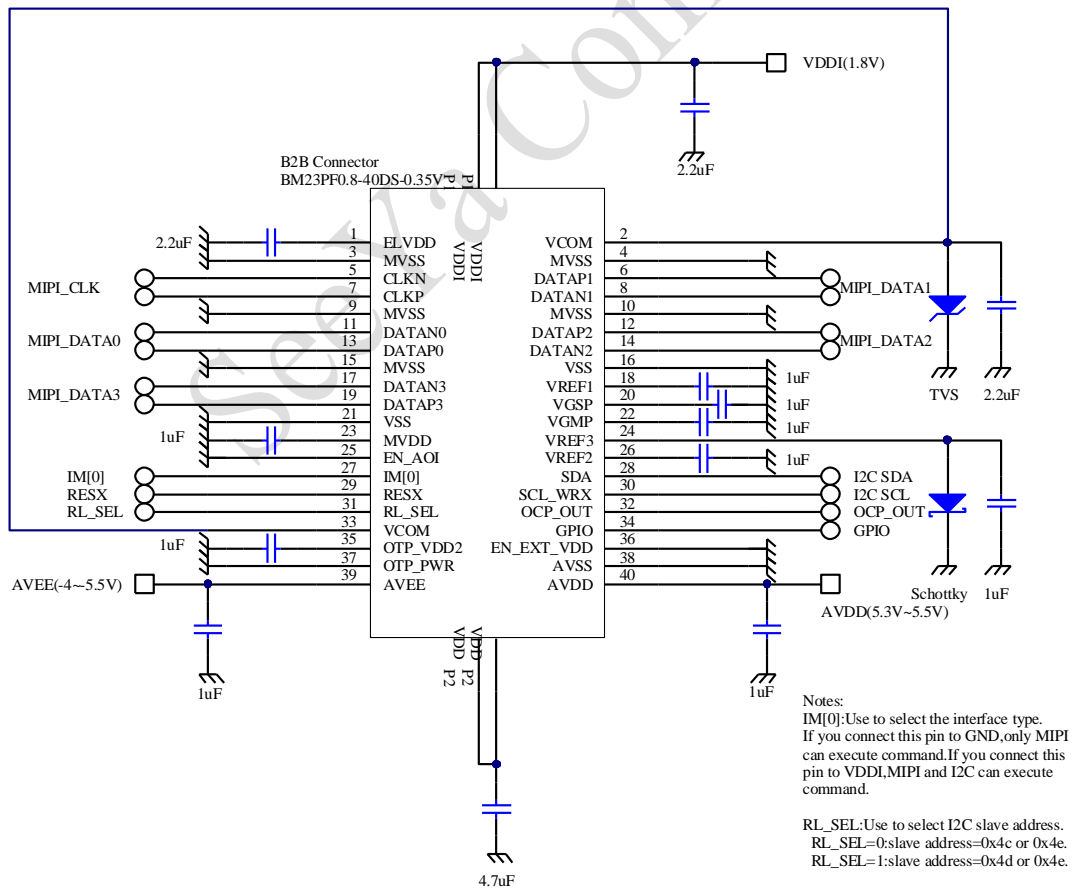 SeeYa Con
VDDI(1.8V)
2.2uF
B2B Connector
BM23PF0.8-40DS-0.35V
P1
P1
VDDI
VDDI
2.2uF
1 ELVDD
3 MVSS
5 CLKN
7 CLKP
9 MVSS
11 DATAN0
13 DATAP0
15 MVSS
17 DATAN3
19 DATAP3
21 VSS
23 MVDD
25 EN_AOI
27 IM[0]
29 RESX
31 RL_SEL
33 VCOM
35 OTP_VDD2
37 OTP_PWR
39 AVEE
MIPI_CLK
MIPI_DATA0
MIPI_DATA3
1uF
IM[0]
RESX
RL_SEL
1uF
AVEE(-4~-5.5V)
1uF
VCOM 2
MVSS 4
DATAP1 6
DATAN1 8
MVSS 10
DATAP2 12
DATAN2 14
VSS 16
VREF1 18
VGSP 20
VGMP 22
VREF3 24
VREF2 26
SDA 28
SCL_WRX 30
OCP_OUT 32
GPIO 34
EN_EXT_VDD 36
AVSS 38
AVDD 40
MIPI_DATA1
MIPI_DATA2
TVS
2.2uF
1uF
1uF
1uF
1uF
I2C SDA
I2C SCL
OCP_OUT
GPIO
Schottky
1uF
AVDD(5.3V~5.5V)
1uF
VDD
VDD
P2
P2
4.7uF
Notes:
IM[0]:Use to select the interface type.
If you connect this pin to GND,only MIPI
can execute command.If you connect this
pin to VDDI,MIPI and I2C can execute
command.
RL_SEL:Use to select I2C slave address.
RL_SEL=0:slave address=0x4c or 0x4e.
RL_SEL=1:slave address=0x4d or 0x4e.